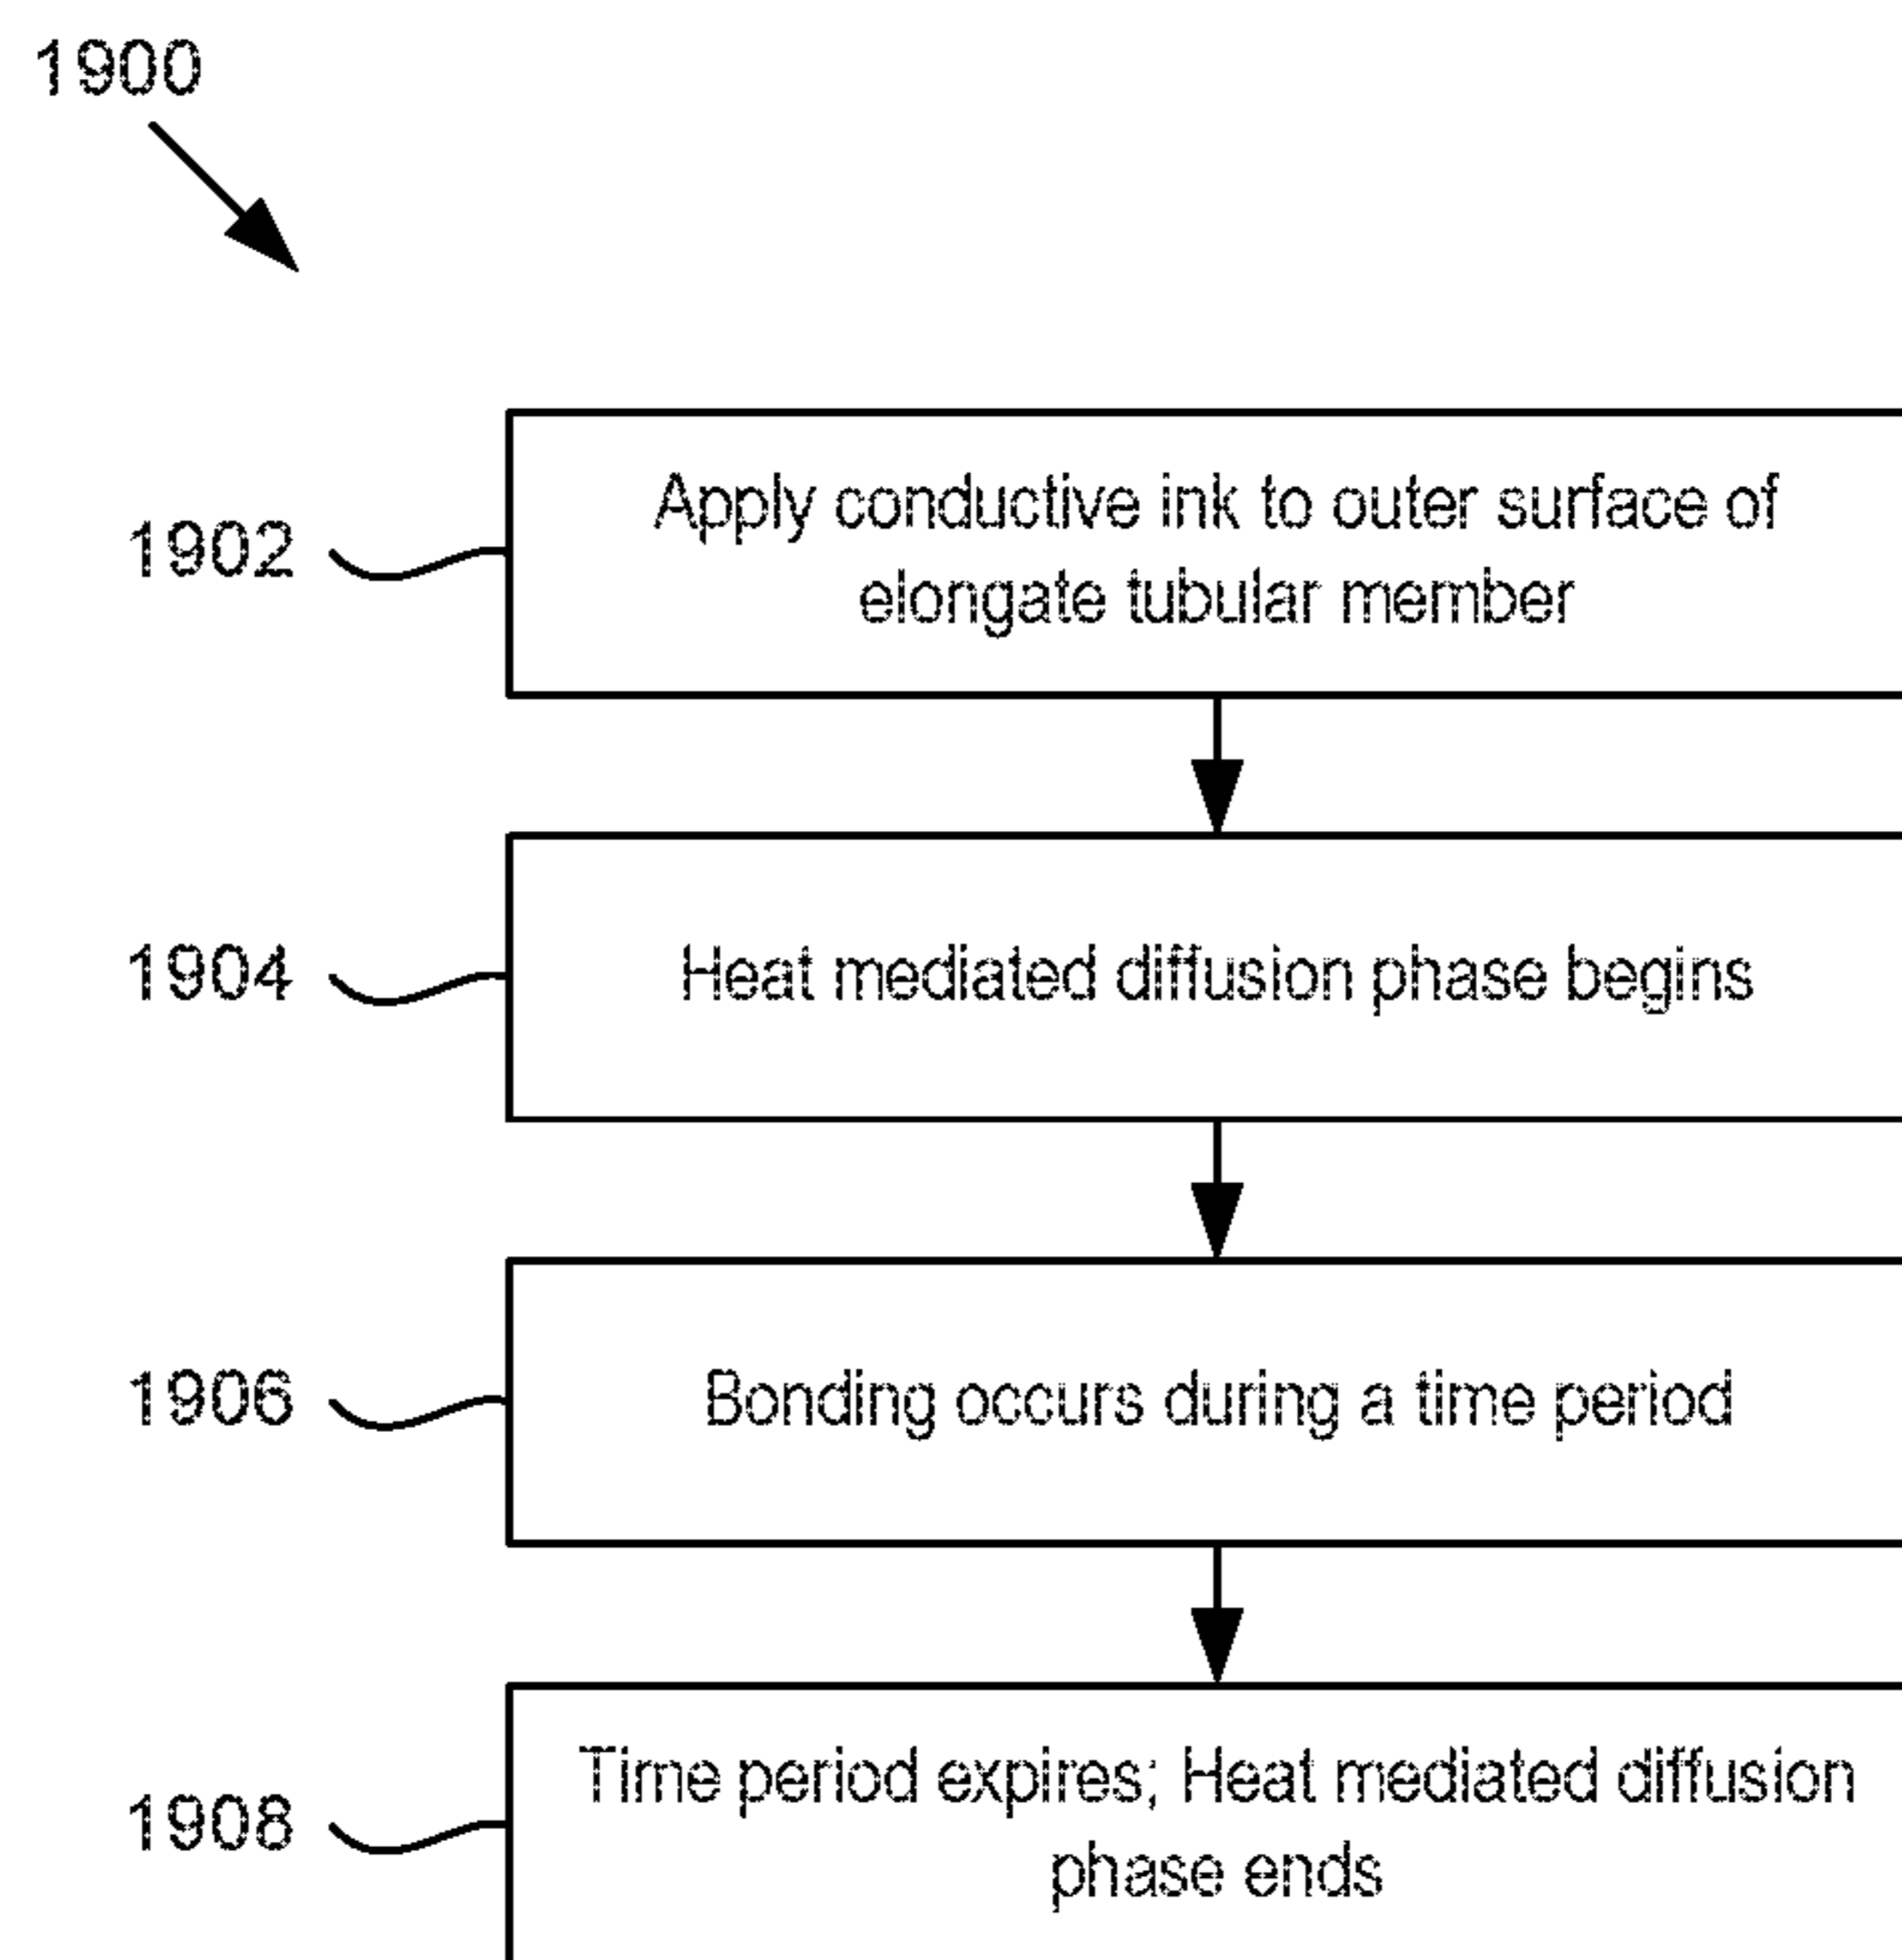 1900
1902
Apply conductive ink to outer surface of
elongate tubular member
1904
Heat mediated diffusion phase begins
1906
Bonding occurs during a time period
1908
Time period expires; Heat mediated diffusion
phase ends